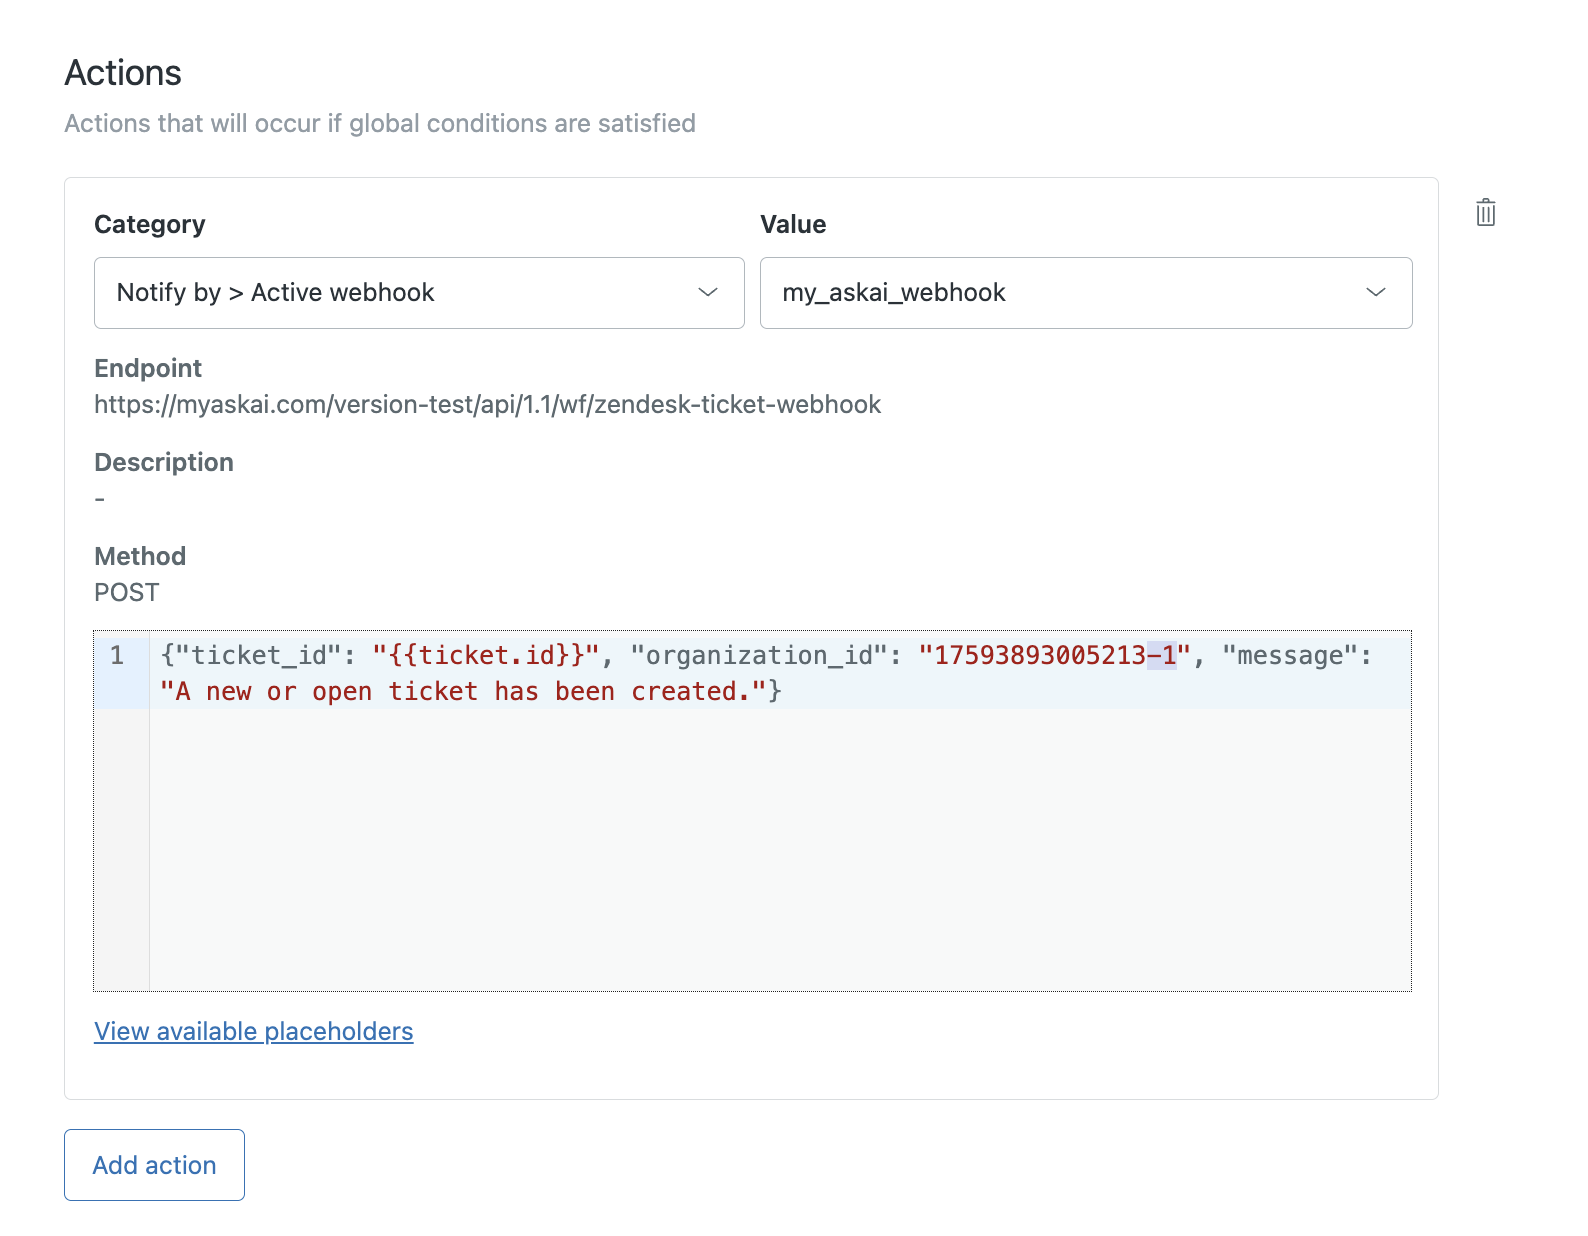 Actions
Actions that will occur if global conditions are satisfied
Category
Value
Notify by > Active webhook
my_askai_webhook
Endpoint
https://myaskai.com/version-test/api/1.1/wf/zendesk-ticket-webhook
Description
-
Method
POST
1
{"ticket_id": "{{ticket.id}}", "organization_id": "17593893005213-1", "message":
"A new or open ticket has been created."}
View available placeholders
Add action